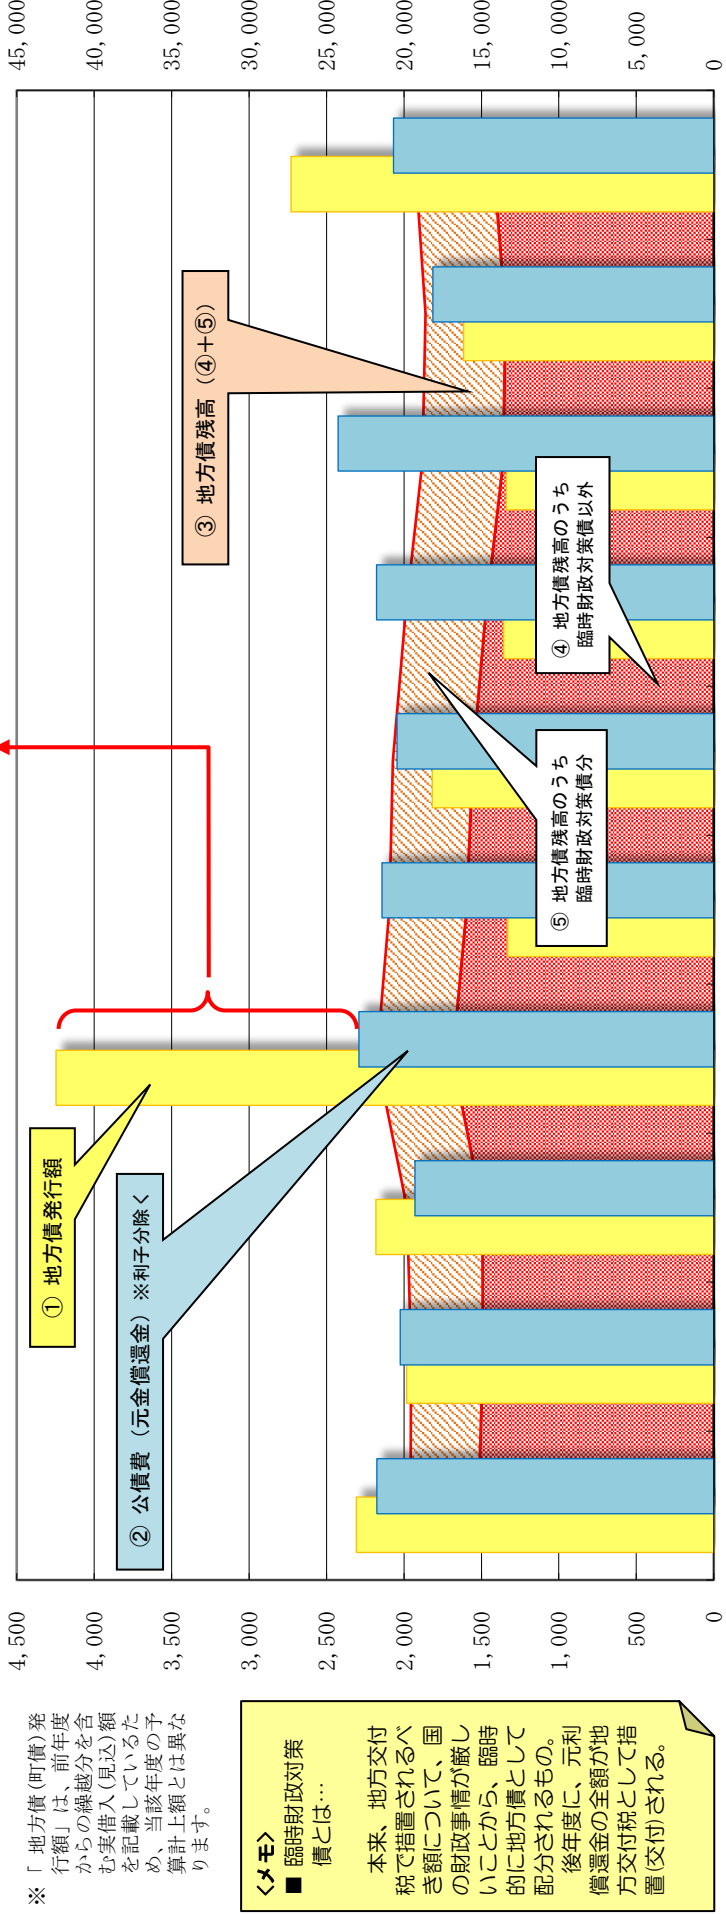 ※「地方債(町債)発
行額」は、前年度
からの繰越分を含
む実借入(見込)額
を記載しているた
め、当該年度の予
算計上額とは異な
ります。
<メモ>
■ 臨時財政対策
債とは…
本来、地方交付
税で措置されるべ
き額について、国
の財政事情が厳し
いことから、臨時
的に地方債として
配分されるもの。
後年度に、元利
償還金の全額が地
方交付税として措
置(交付)される。
4,500
4,000
3,500
3,000
2,500
2,000
1,500
1,000
500
0
① 地方債発行額
② 公債費（元金償還金）※利子分除く
③ 地方債残高（④＋⑤）
④ 地方債残高のうち
臨時財政対策債以外
⑤ 地方債残高のうち
臨時財政対策債分
45,000
40,000
35,000
30,000
25,000
20,000
15,000
10,000
5,000
0